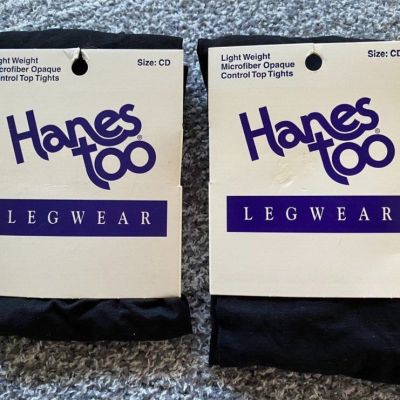 ight Weight
Microfiber Opaque
Control Top Tights
Size: CD
Hanes
too®
LEGWEAR
Light Weight
Microfiber Opaque
Control Top Tights
Size: CD
Hanes
too®
LEGWEAR